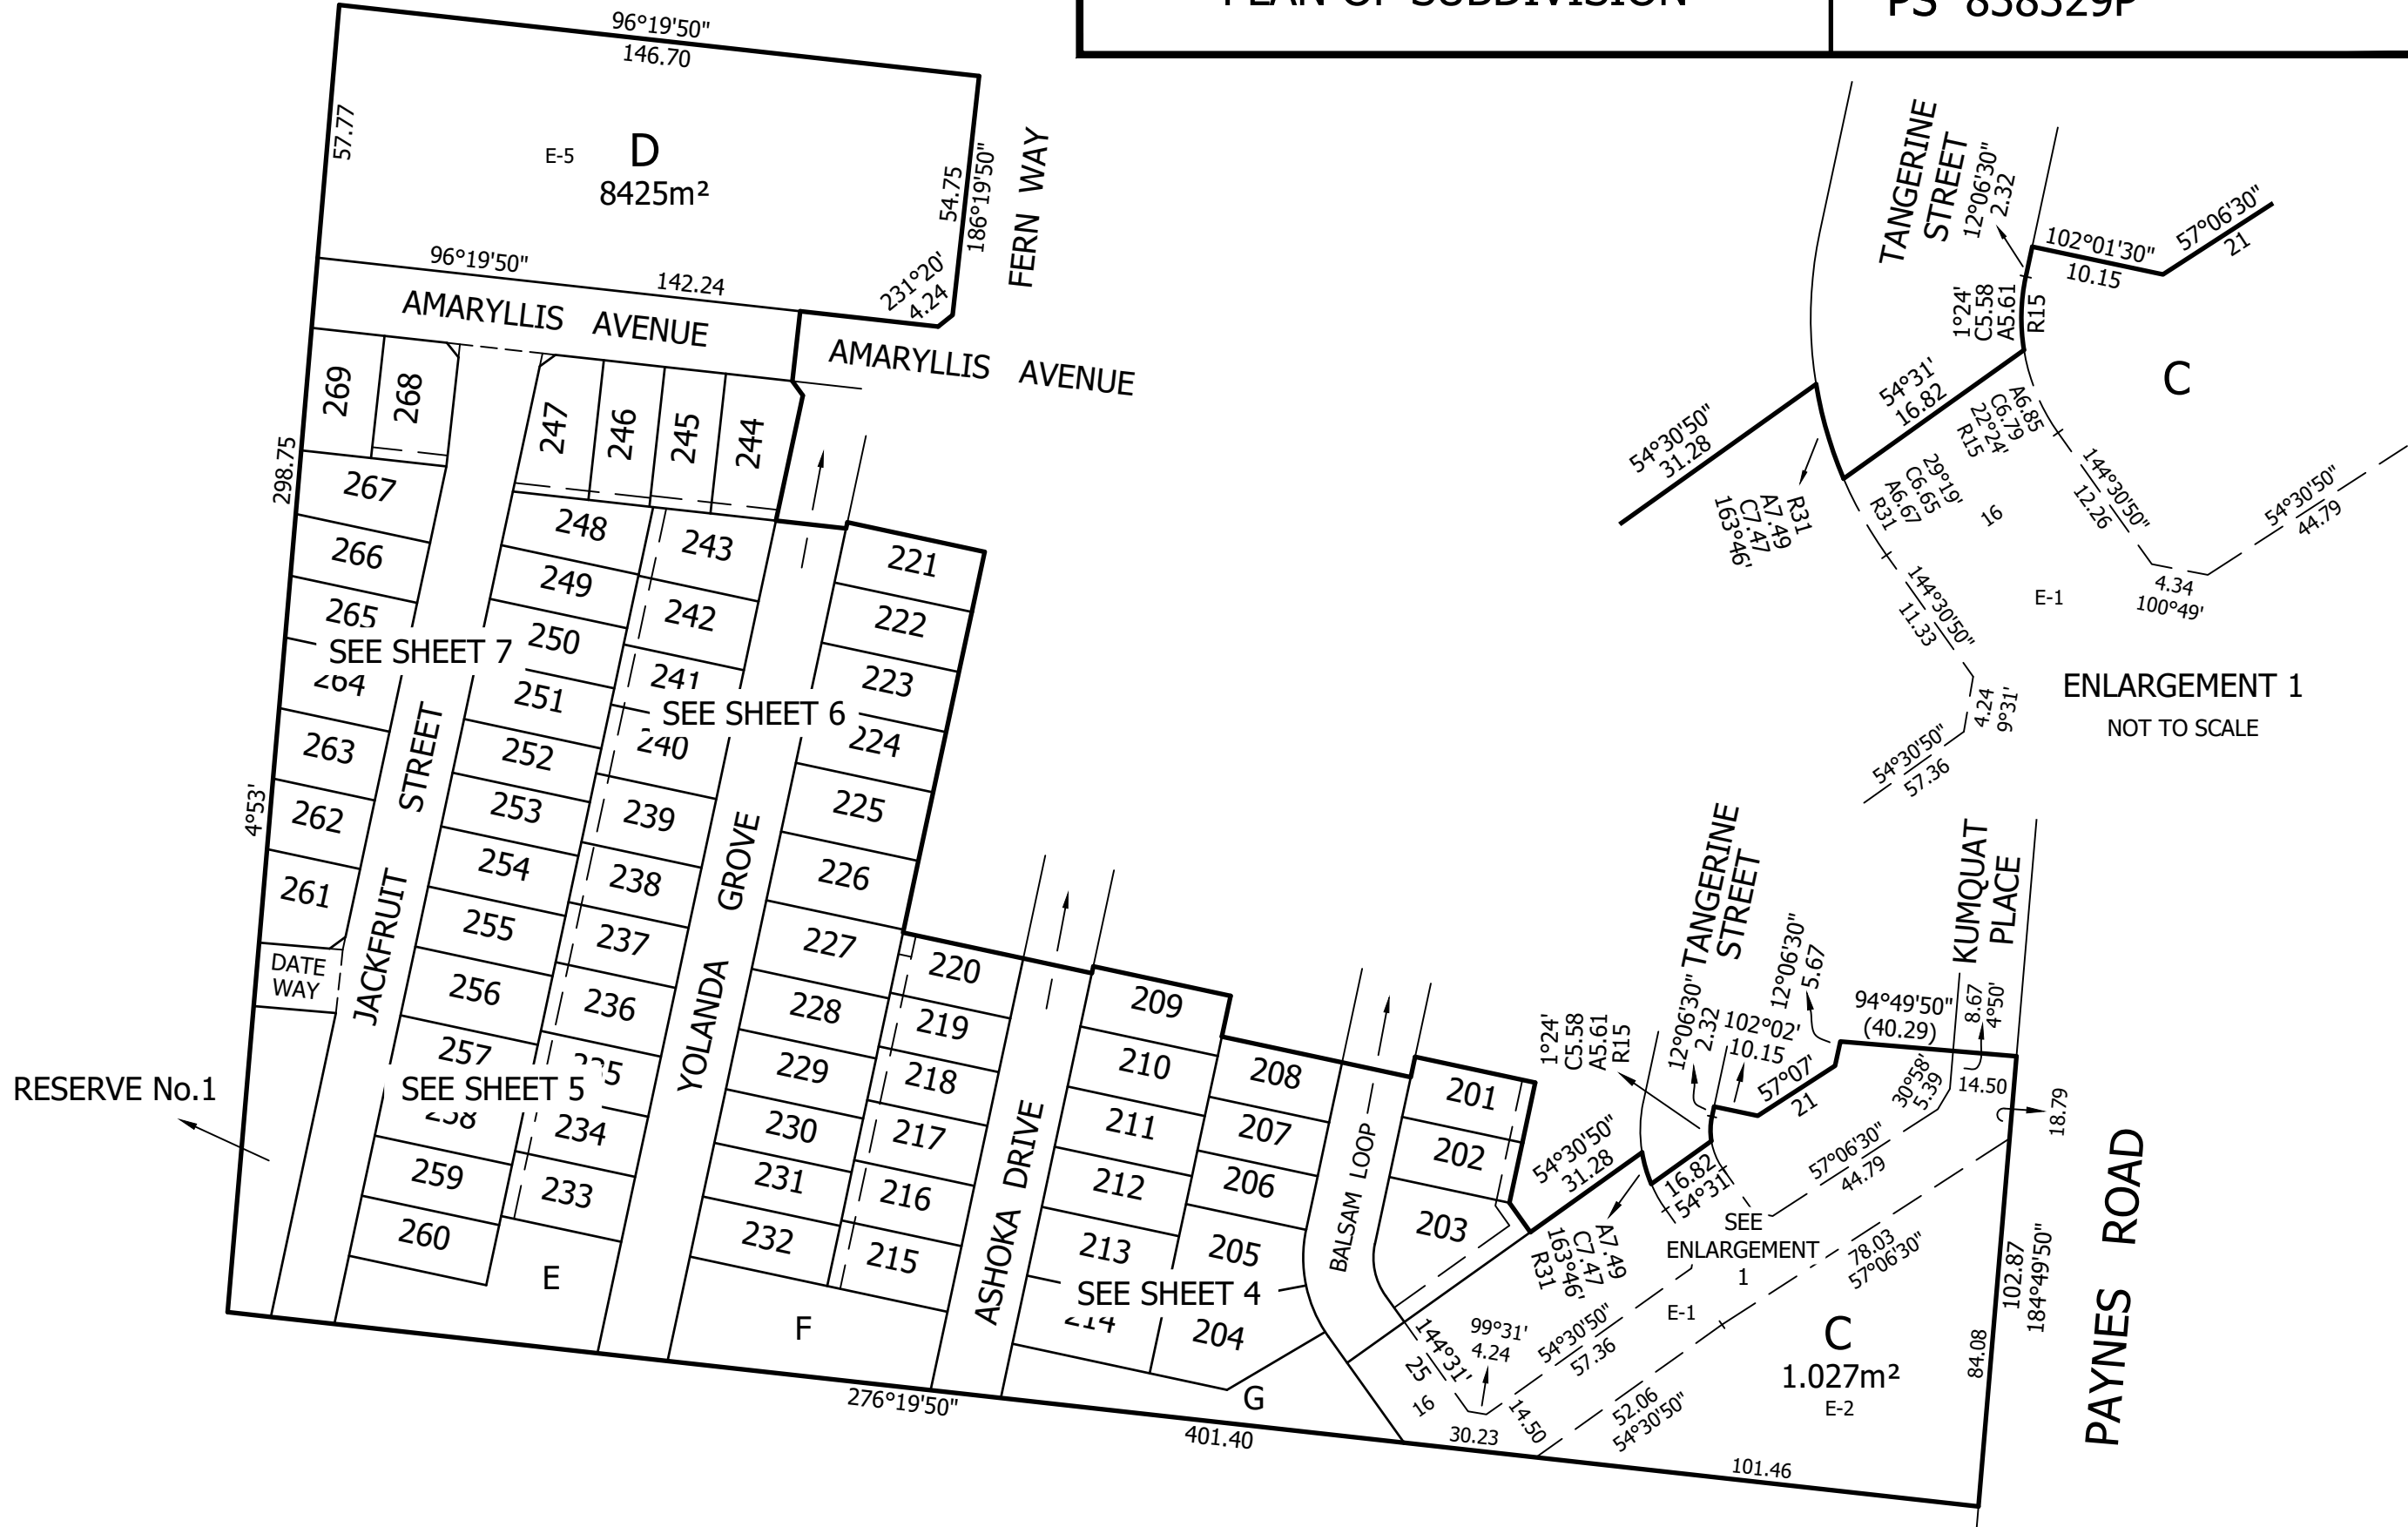 PLAN OF SUBDIVISION
PS 838329P
96°19'50"
146.70
57.77
E-5
D
8425m²
54.75
186°19'50"
FERN WAY
96°19'50"
142.24
231°20'
4.24
AMARYLLIS AVENUE
AMARYLLIS AVENUE
269
268
247
246
245
244
298.75
4°53'
267
266
265
SEE SHEET 7
264
263
262
261
DATE
WAY
JACKFRUIT STREET
RESERVE No.1
248
249
250
251
252
253
254
255
256
257
SEE SHEET 5
258
259
260
243
242
241
SEE SHEET 6
240
239
238
237
236
235
234
233
E
YOLANDA GROVE
221
222
223
224
225
226
227
228
229
230
231
232
F
220
219
218
217
216
215
ASHOKA DRIVE
209
210
211
212
213
SEE SHEET 4
214
208
207
206
205
204
G
BALSAM LOOP
201
202
203
276°19'50"
401.40
TANGERINE
STREET
12°06'30"
2.32
102°01'30"
10.15
57°06'30"
21
1°24'
C5.58
A5.61
R15
C
54°31'
16.82
54°30'50"
31.28
R31
A7.49
C7.47
163°46'
A6.85
C6.79
22°24'
R15
29°19'
C6.65
A6.67
R31
16
144°30'50"
12.26
54°30'50"
44.79
4.34
100°49'
E-1
144°30'50"
11.33
4.24
9°31'
54°30'50"
57.36
ENLARGEMENT 1
NOT TO SCALE
TANGERINE
STREET
KUMQUAT
PLACE
1°24'
C5.58
A5.61
R15
12°06'30"
2.32
102°02'
10.15
12°06'30"
5.67
57°07'
21
94°49'50"
(40.29)
8.67
4°50'
30°58'
5.39
14.50
18.79
54°30'50"
31.28
16.82
54°31'
A7.49
C7.47
163°46'
R31
57°06'30"
44.79
SEE
ENLARGEMENT
1
78.03
57°06'30"
E-1
144°31'
25
99°31'
4.24
54°30'50"
57.36
16
14.50
30.23
52.06
54°30'50"
C
1.027m²
E-2
101.46
84.08
102.87
184°49'50"
PAYNES ROAD